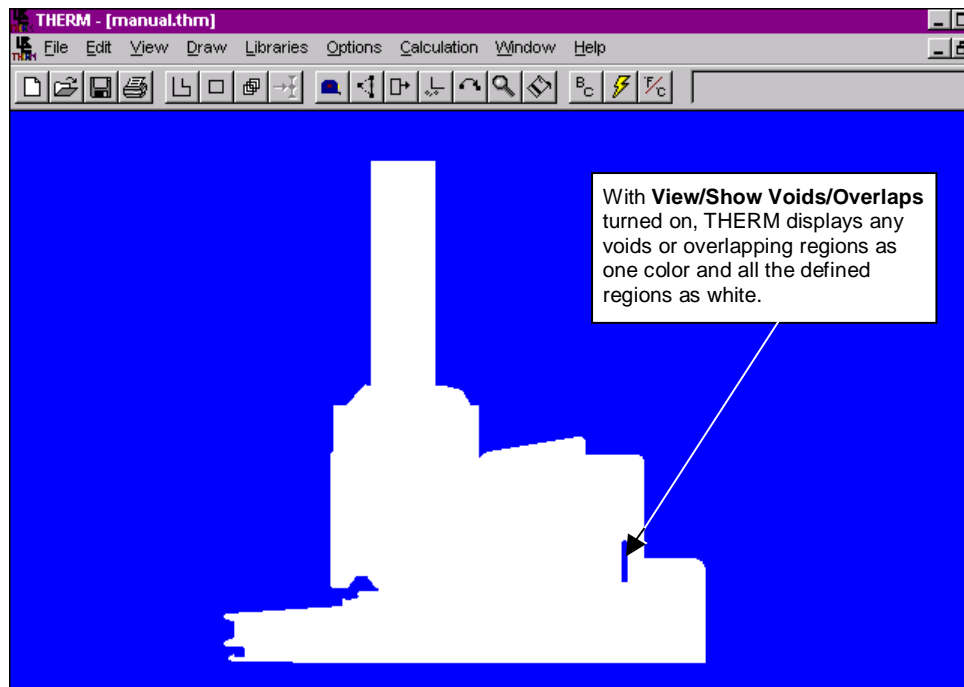 THERM - [manual.thm]
File Edit View Draw Libraries Options Calculation Window Help
BC F/C
With View/Show Voids/Overlaps
turned on, THERM displays any
voids or overlapping regions as
one color and all the defined
regions as white.